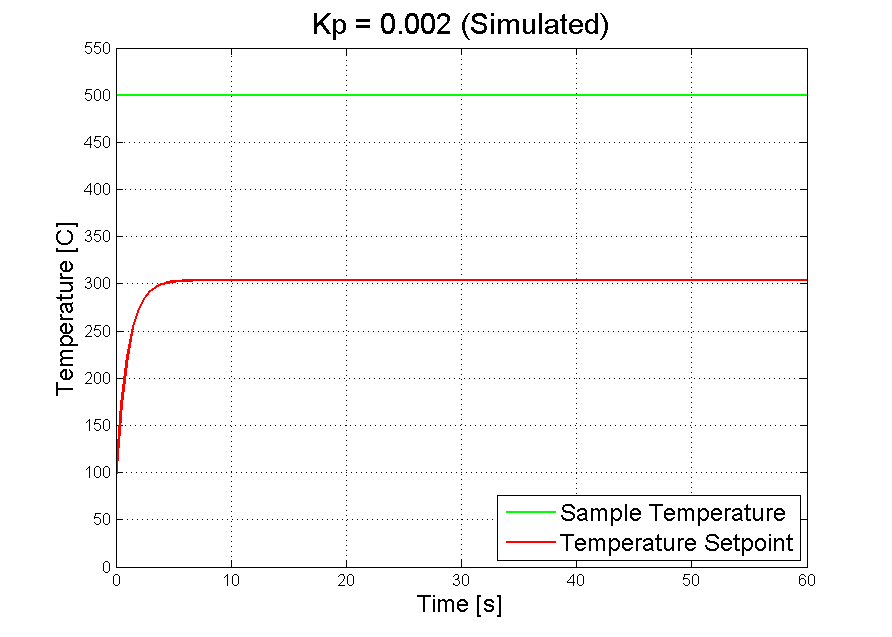 Kp = 0.002 (Simulated)
550
500
450
400
350
300
250
200
150
100
50
0
Temperature [C]
Sample Temperature
Temperature Setpoint
0 10 20 30 40 50 60
Time [s]